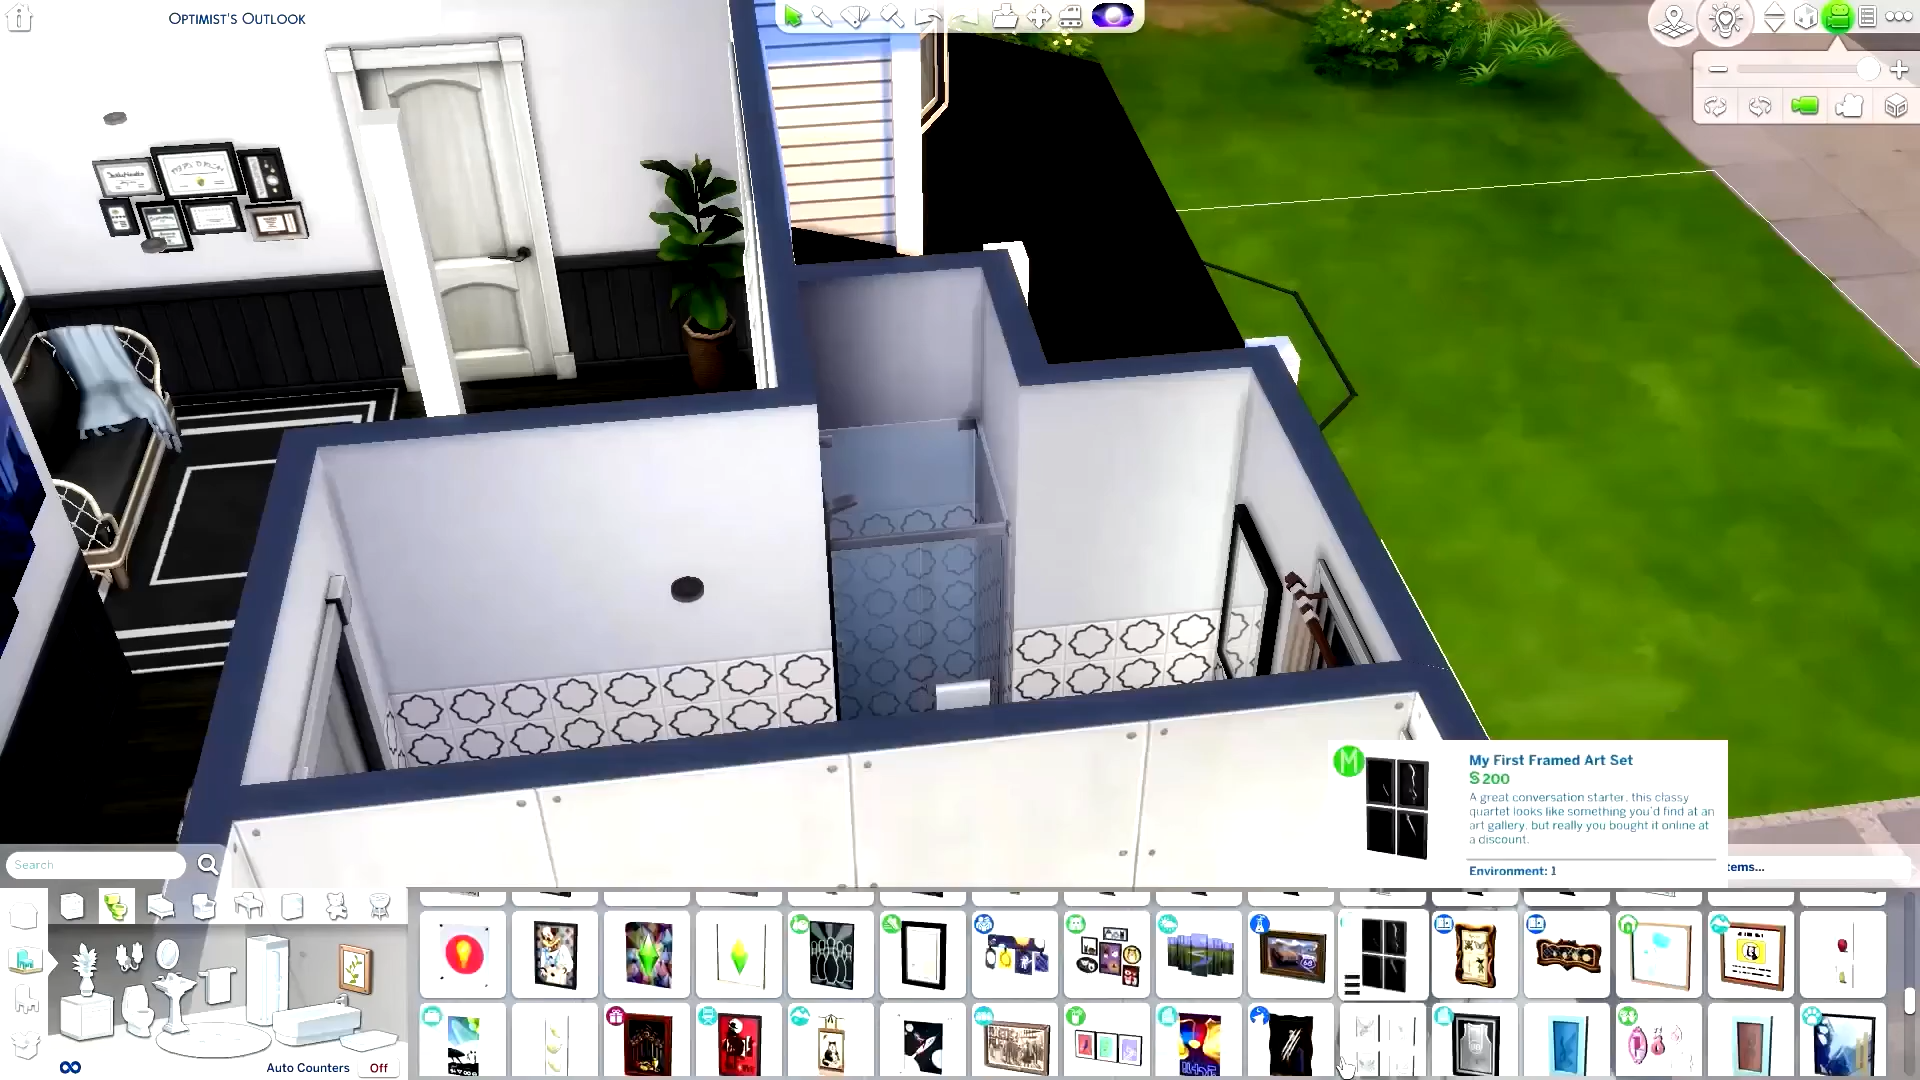 OPTIMIST'S OUTLOOK
My First Framed Art Set
§200
A great conversation starter, this classy
quartet looks like something you'd find at an
art gallery, but really you bought it online at
a discount.
Environment: 1
tems...
Search
Auto Counters
Off